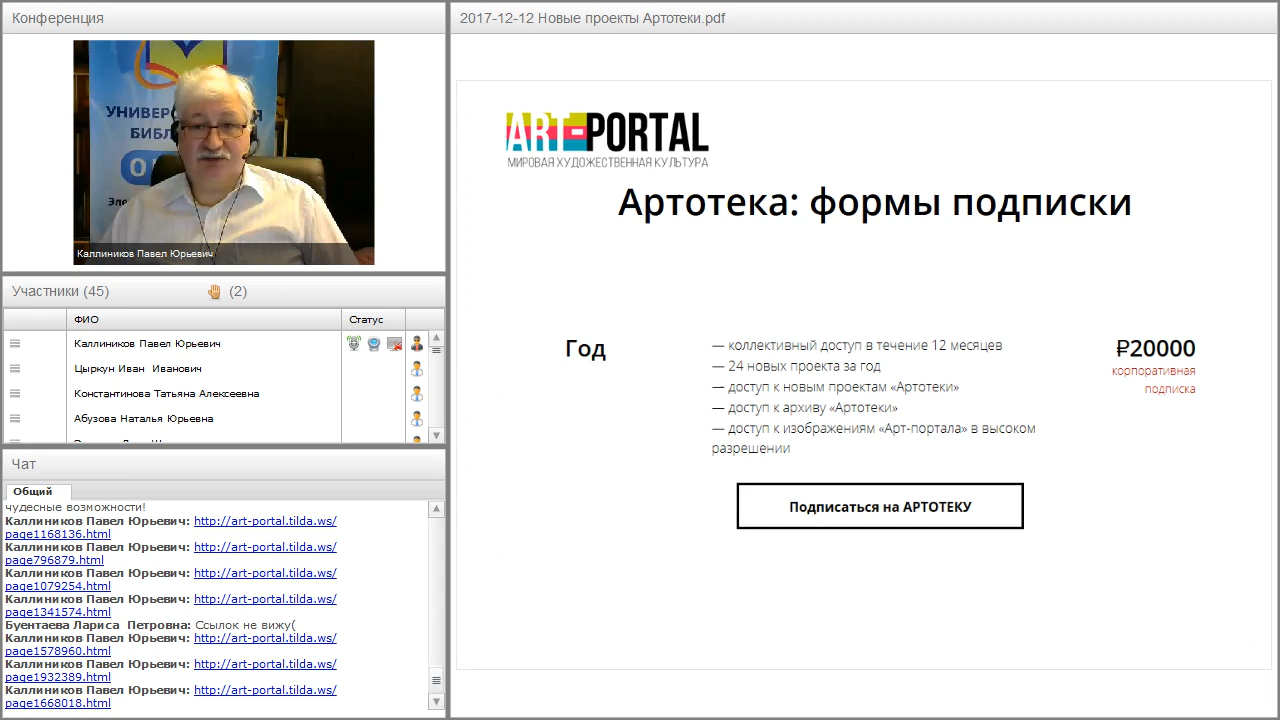 Конференция
УНИВЕР
БИБЛ
О
Эле
Каллиников Павел Юрьевич
Участники (45)
(2)
ФИО
Статус
Каллиников Павел Юрьевич
Цыркун Иван Иванович
Константинова Татьяна Алексеевна
Абузова Наталья Юрьевна
Чат
Общий
чудесные возможности!
Каллиников Павел Юрьевич: http://art-portal.tilda.ws/
page1168136.html
Каллиников Павел Юрьевич: http://art-portal.tilda.ws/
page796879.html
Каллиников Павел Юрьевич: http://art-portal.tilda.ws/
page1079254.html
Каллиников Павел Юрьевич: http://art-portal.tilda.ws/
page1341574.html
Буентаева Лариса Петровна: Ссылок не вижу(
Каллиников Павел Юрьевич: http://art-portal.tilda.ws/
page1578960.html
Каллиников Павел Юрьевич: http://art-portal.tilda.ws/
page1932389.html
Каллиников Павел Юрьевич: http://art-portal.tilda.ws/
page1668018.html
2017-12-12 Новые проекты Артотеки.pdf
ART-PORTAL
МИРОВАЯ ХУДОЖЕСТВЕННАЯ КУЛЬТУРА
Артотека: формы подписки
Год
— коллективный доступ в течение 12 месяцев
— 24 новых проекта за год
— доступ к новым проектам «Артотеки»
— доступ к архиву «Артотеки»
— доступ к изображениям «Арт-портала» в высоком
разрешении
₽20000
корпоративная
подписка
Подписаться на АРТОТЕКУ